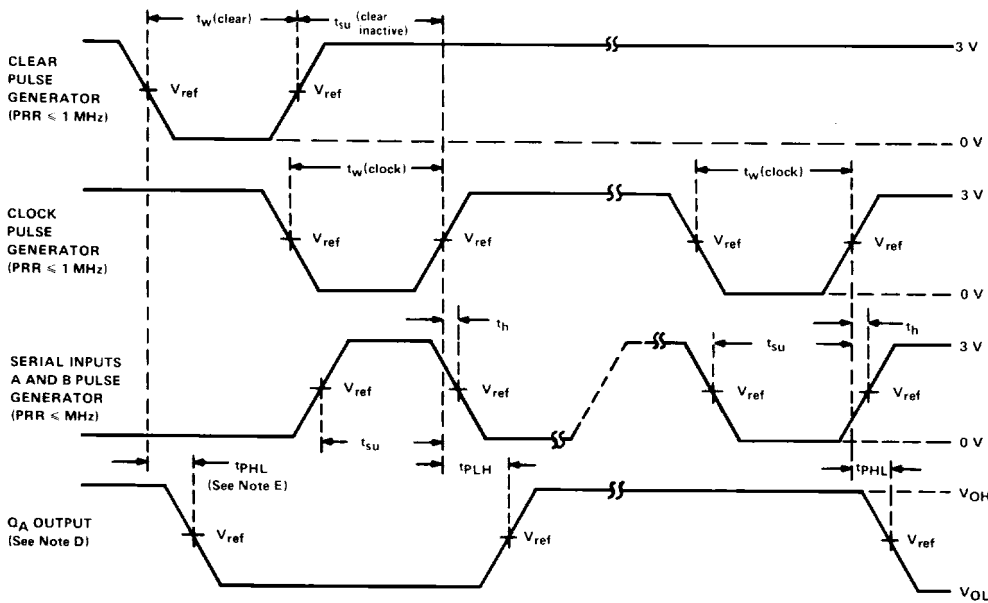 tw(clear)
tsu (clear inactive)
CLEAR
PULSE
GENERATOR
(PRR ≤ 1 MHz)
Vref
Vref
3 V
0 V
tw(clock)
tw(clock)
CLOCK
PULSE
GENERATOR
(PRR ≤ 1 MHz)
Vref
Vref
Vref
Vref
3 V
0 V
th
th
SERIAL INPUTS
A AND B PULSE
GENERATOR
(PRR ≤ MHz)
Vref
Vref
tsu
Vref
Vref
3 V
0 V
tsu
tPHL
(See Note E)
tPLH
tPHL
QA OUTPUT
(See Note D)
Vref
Vref
Vref
VOH
VOL